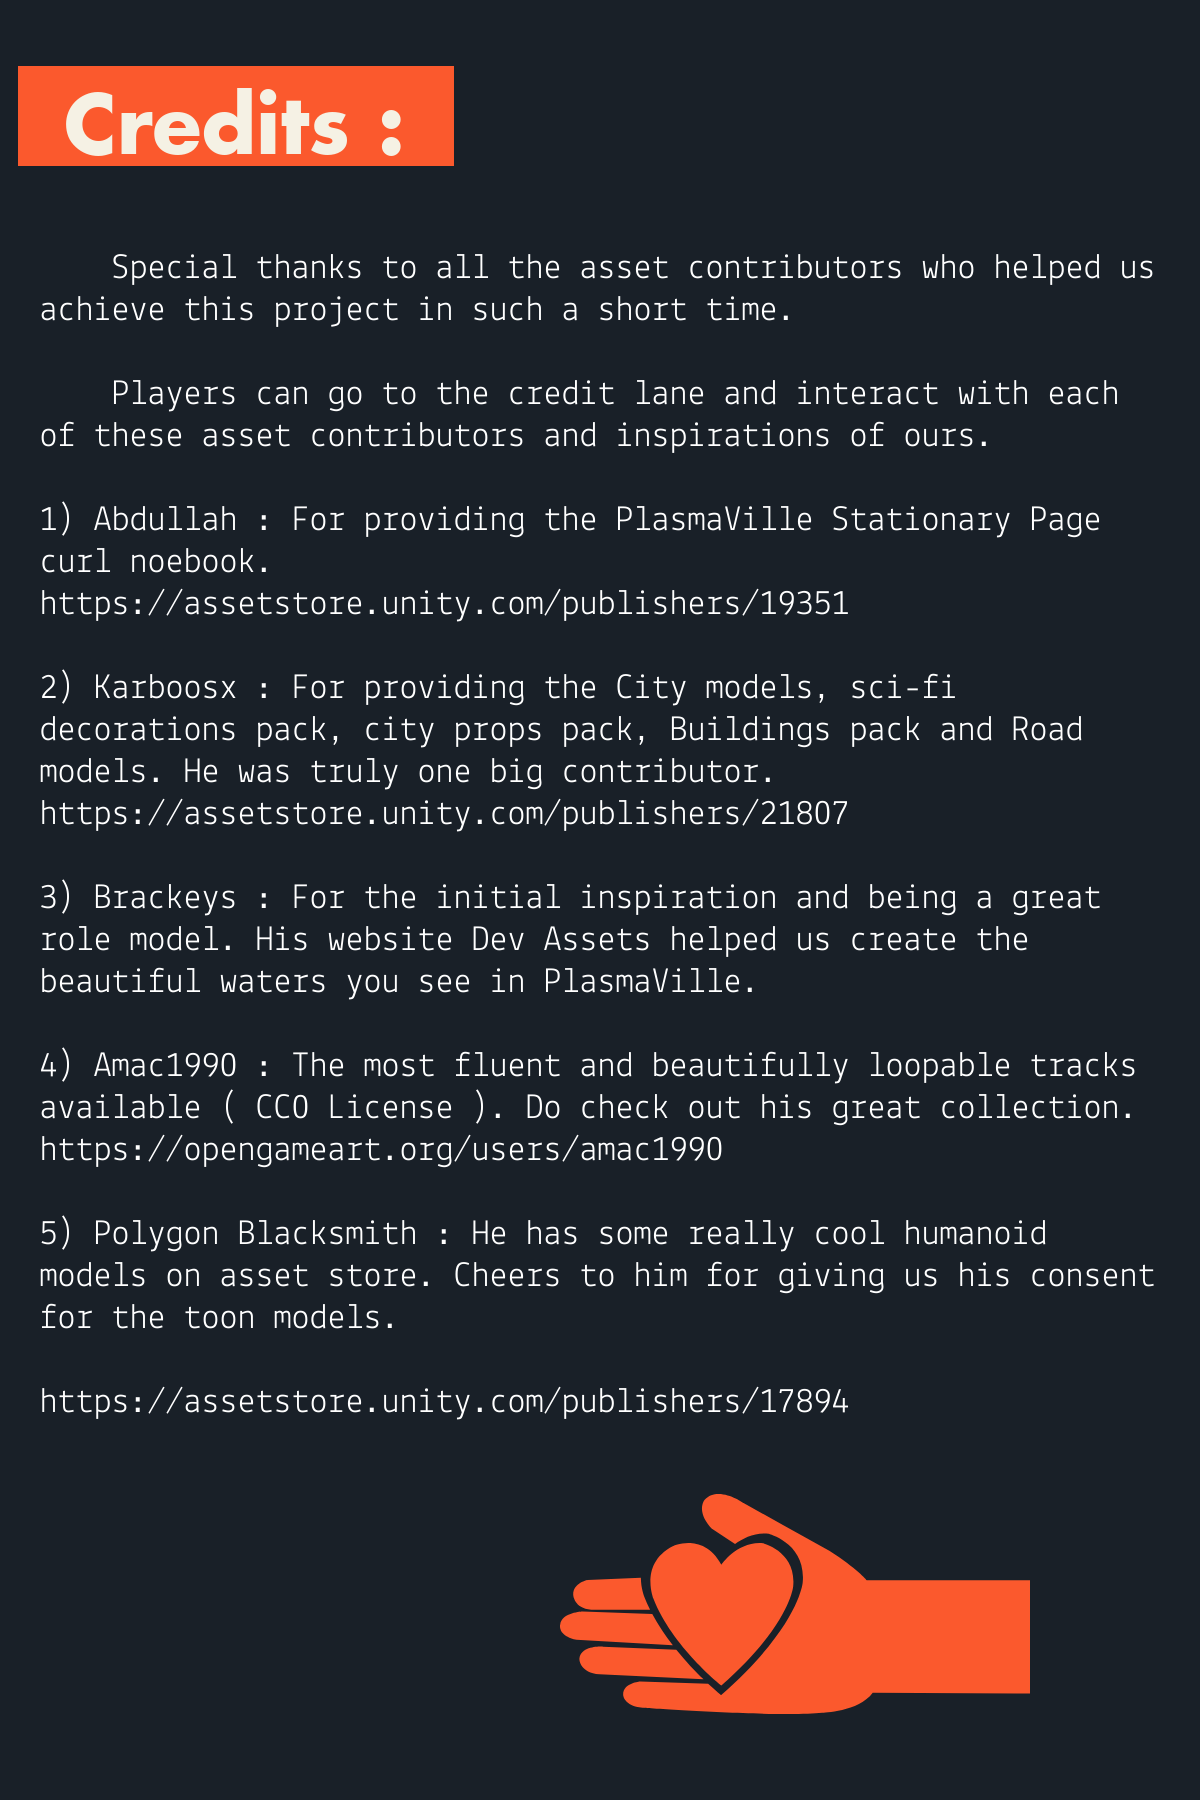 Credits :
Special thanks to all the asset contributors who helped us
achieve this project in such a short time.
Players can go to the credit lane and interact with each
of these asset contributors and inspirations of ours.
1) Abdullah : For providing the PlasmaVille Stationary Page
curl noebook.
https://assetstore.unity.com/publishers/19351
2) Karboosx : For providing the City models, sci-fi
decorations pack, city props pack, Buildings pack and Road
models. He was truly one big contributor.
https://assetstore.unity.com/publishers/21807
3) Brackeys : For the initial inspiration and being a great
role model. His website Dev Assets helped us create the
beautiful waters you see in PlasmaVille.
4) Amac1990 : The most fluent and beautifully loopable tracks
available ( CC0 License ). Do check out his great collection.
https://opengameart.org/users/amac1990
5) Polygon Blacksmith : He has some really cool humanoid
models on asset store. Cheers to him for giving us his consent
for the toon models.
https://assetstore.unity.com/publishers/17894